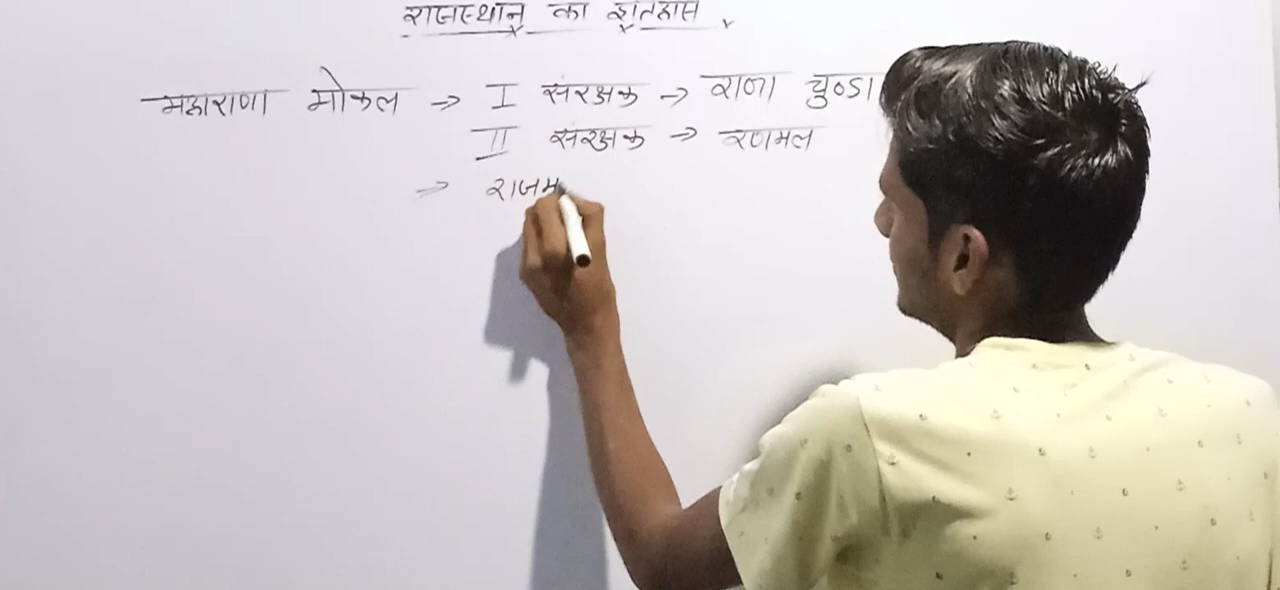 राजस्थान का इतिहास
महाराणा मोकल → I संरक्षक → राणा चुण्डा
II संरक्षक → रणमल
→ राजम